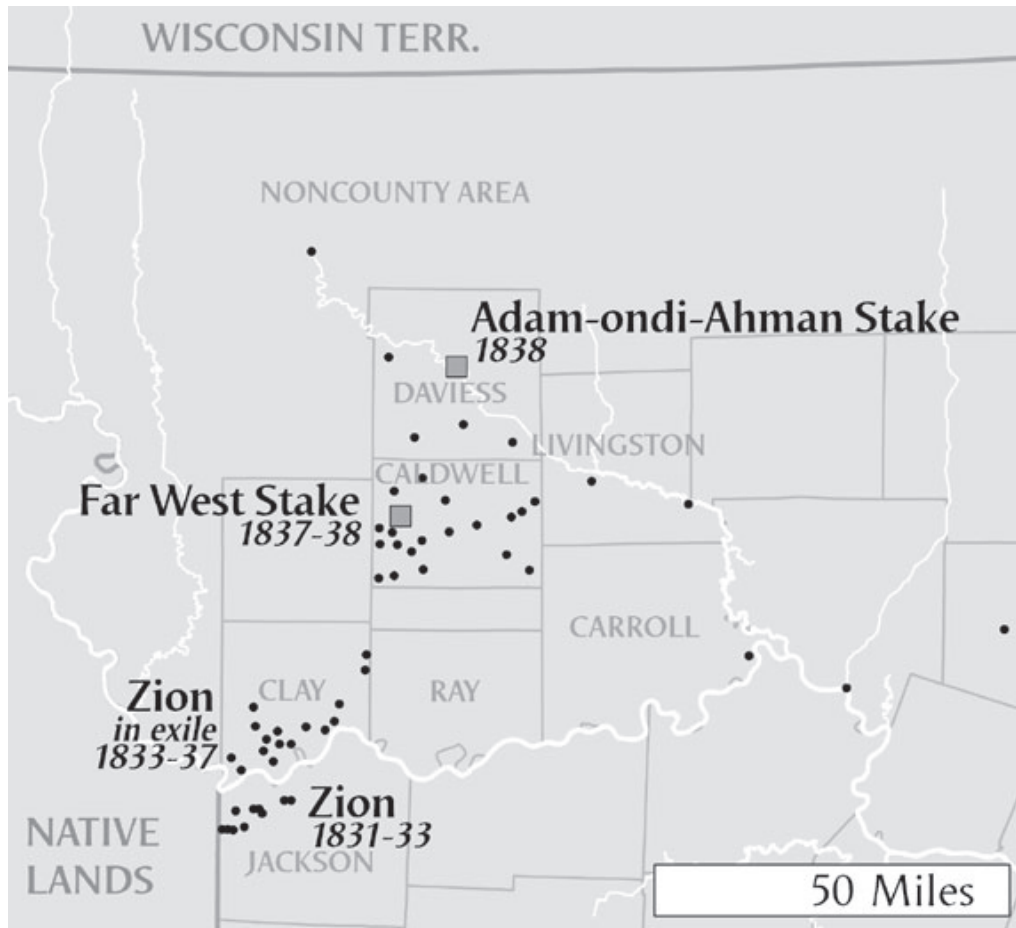 WISCONSIN TERR.
NONCOUNTY AREA
Adam-ondi-Ahman Stake
1838
DAVIESS
LIVINGSTON
CALDWELL
Far West Stake
1837-38
CARROLL
CLAY
RAY
Zion
in exile
1833-37
Zion
1831-33
NATIVE
LANDS
JACKSON
50 Miles